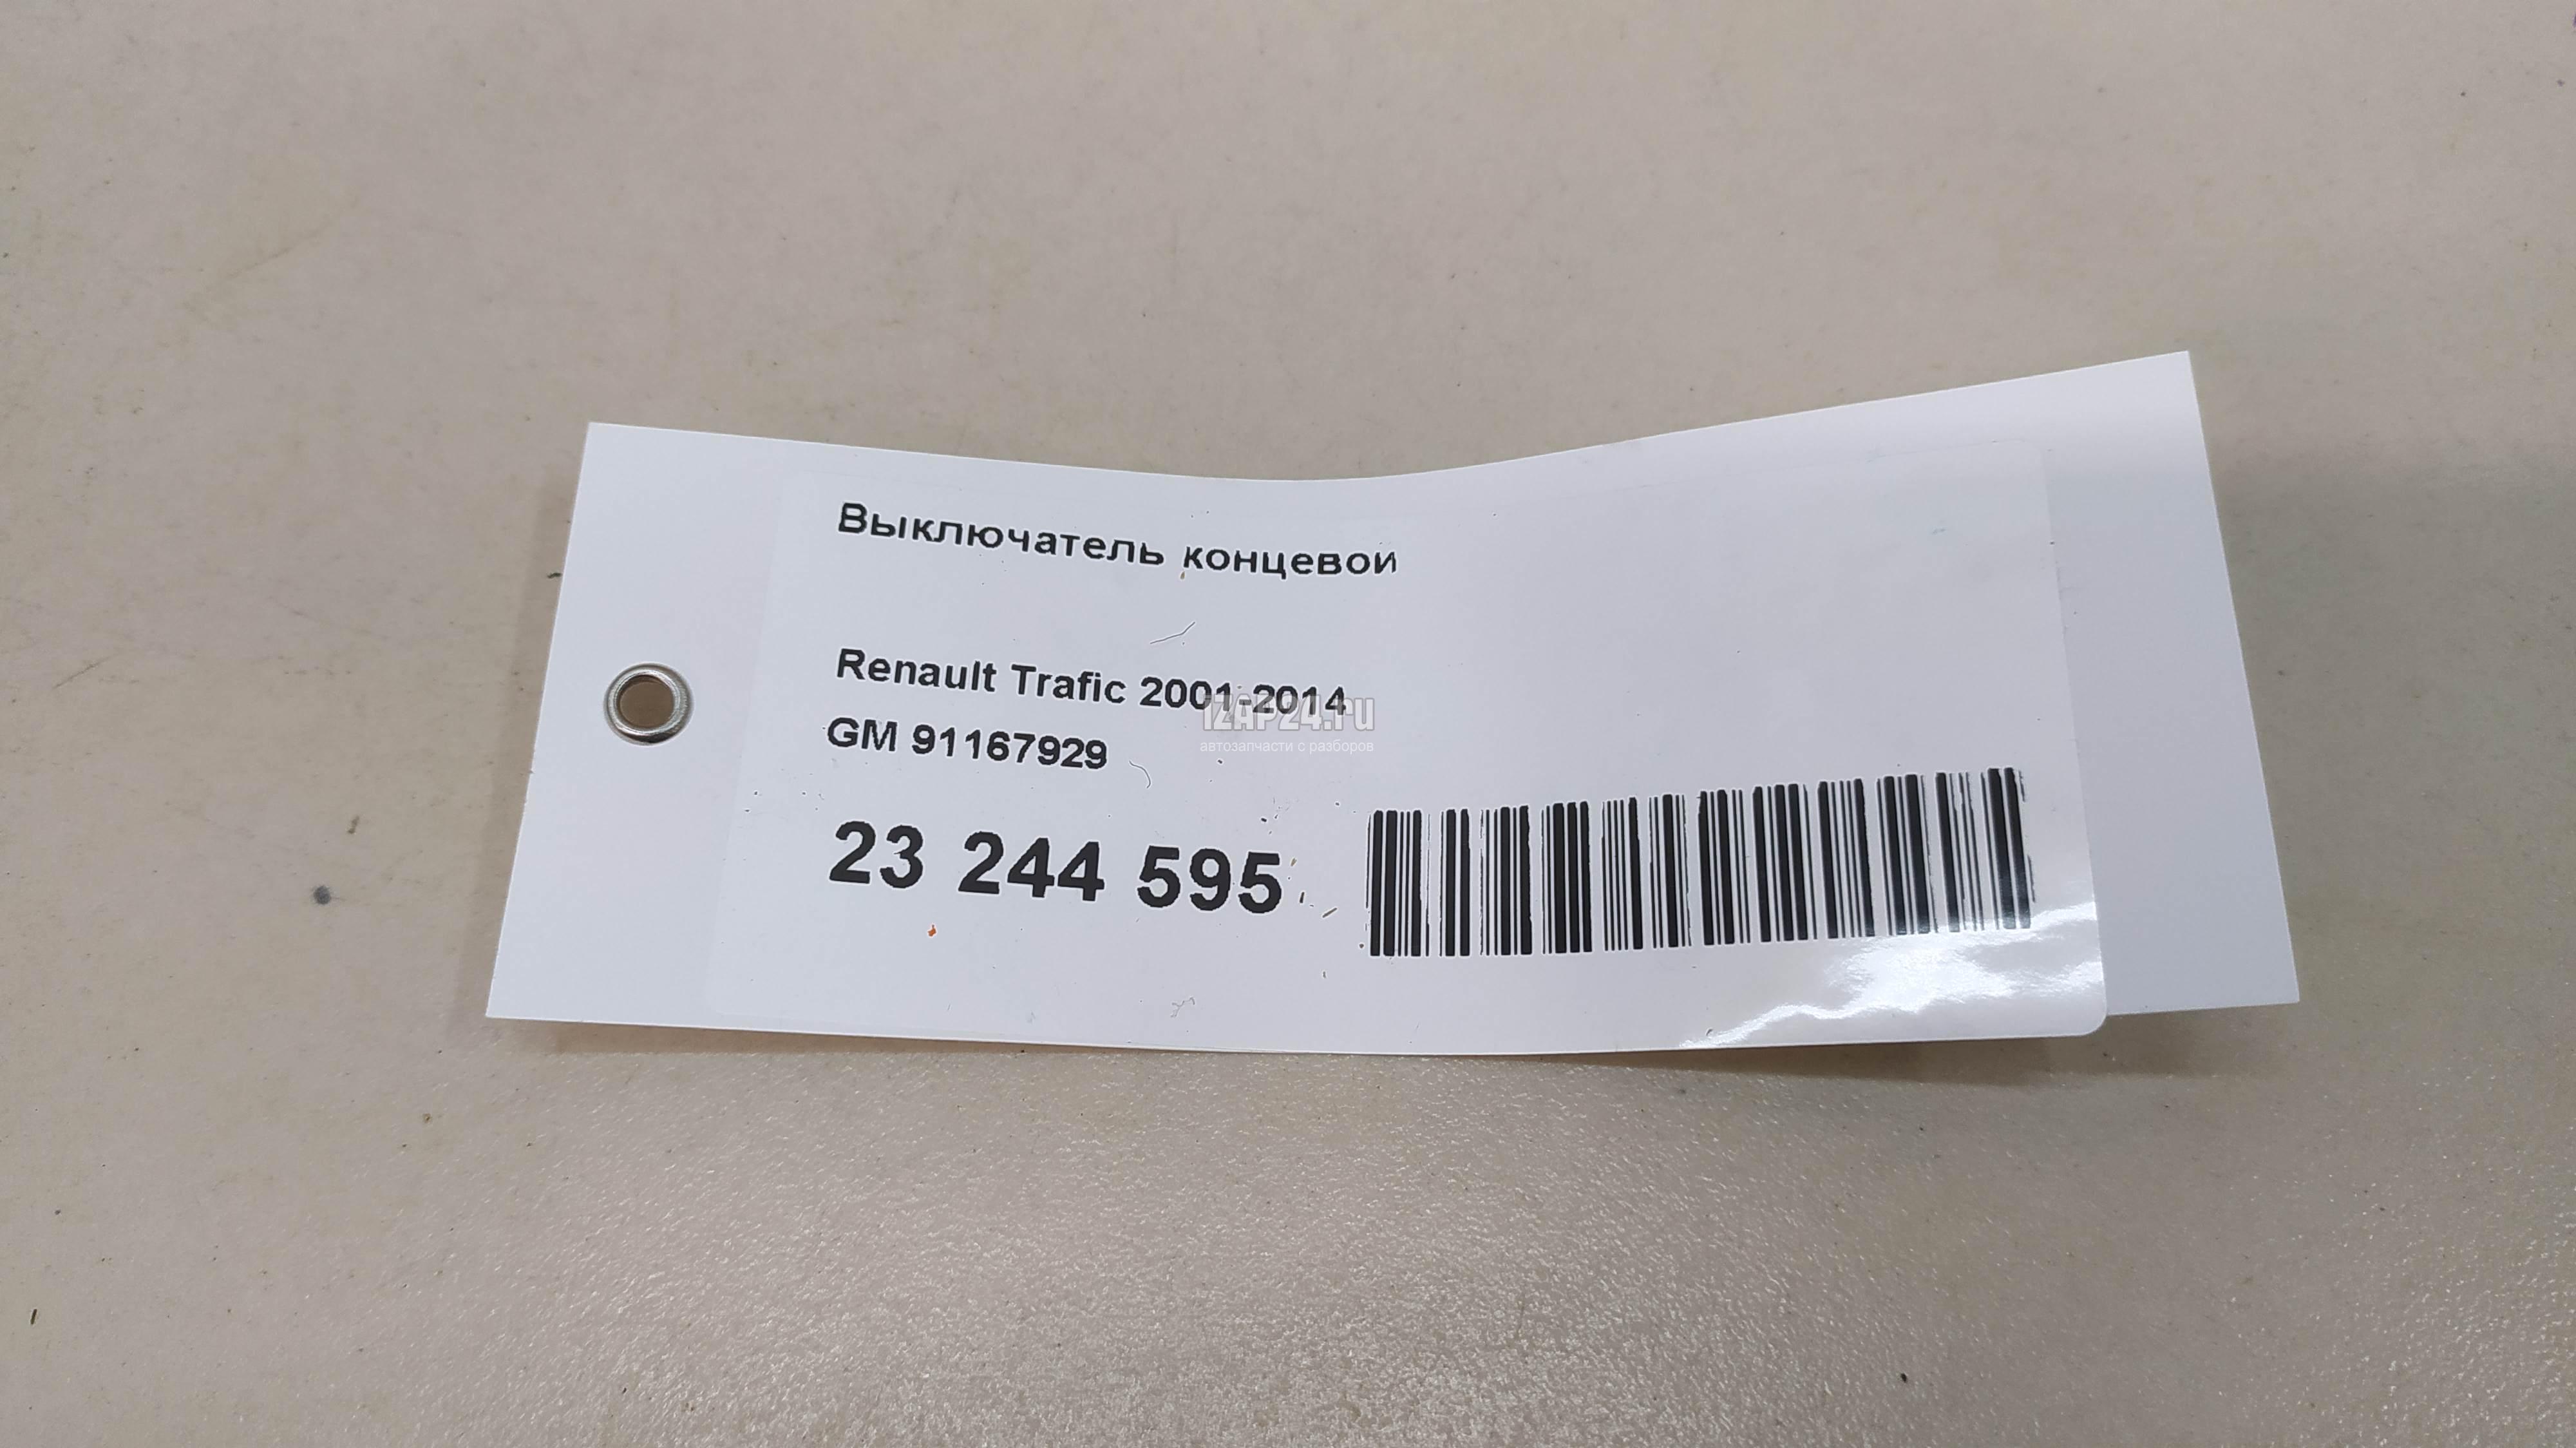 Выключатель концевой
Renault Trafic 2001-2014
iZAP24.ru
автозапчасти с разборов
GM 91167929
23 244 595